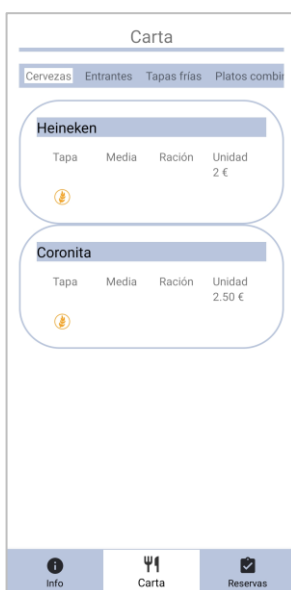 Carta
Cervezas Entrantes Tapas frías Platos combin
Heineken
Tapa Media Ración Unidad
2 €
Coronita
Tapa Media Ración Unidad
2.50 €
Info Carta Reservas